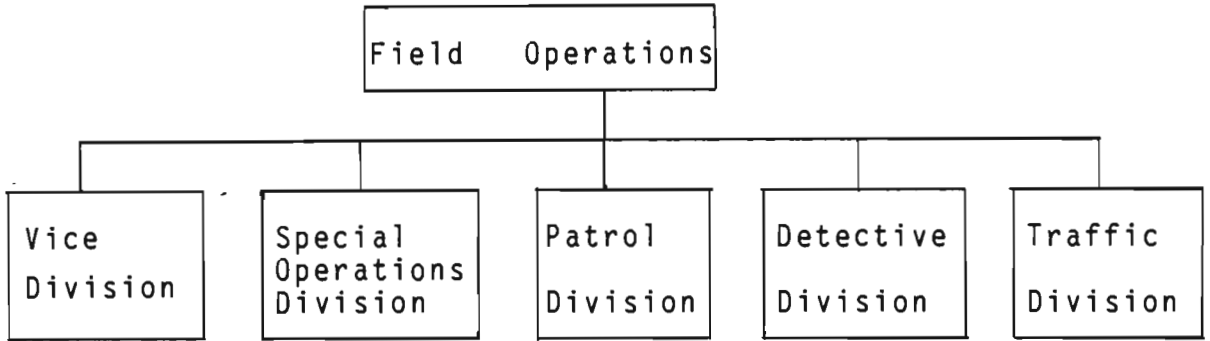 Field Operations
Vice
Division
Special
Operations
Division
Patrol
Division
Detective
Division
Traffic
Division